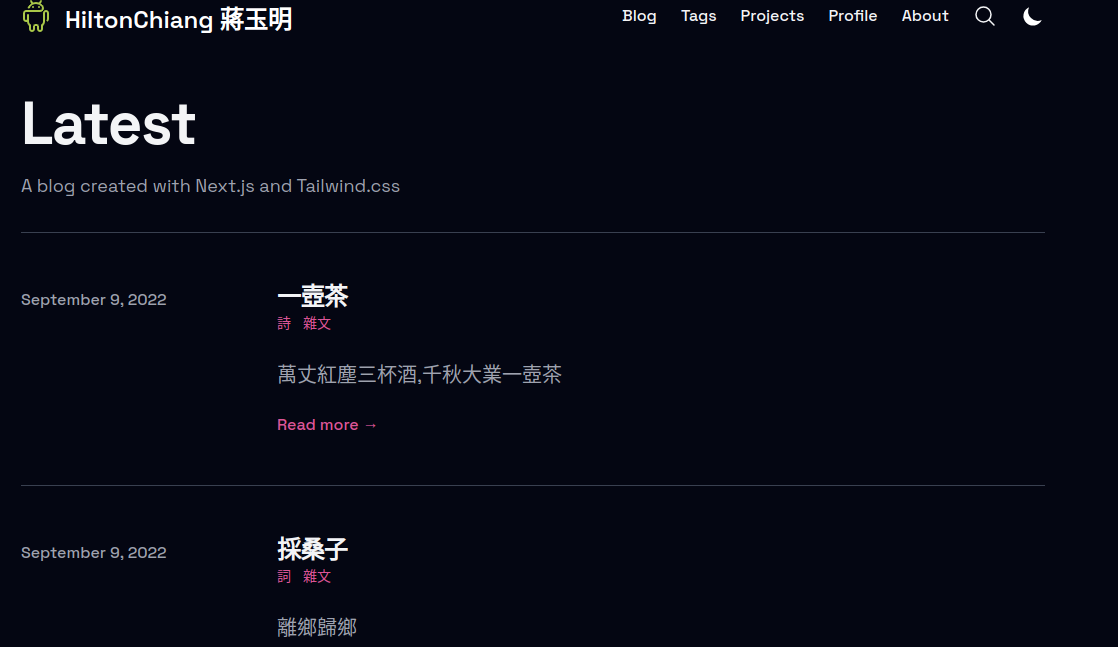 HiltonChiang 蔣玉明
Blog Tags Projects Profile About
Latest
A blog created with Next.js and Tailwind.css
September 9, 2022
一壺茶
詩 雜文
萬丈紅塵三杯酒,千秋大業一壺茶
Read more →
September 9, 2022
採桑子
詞 雜文
離鄉歸鄉